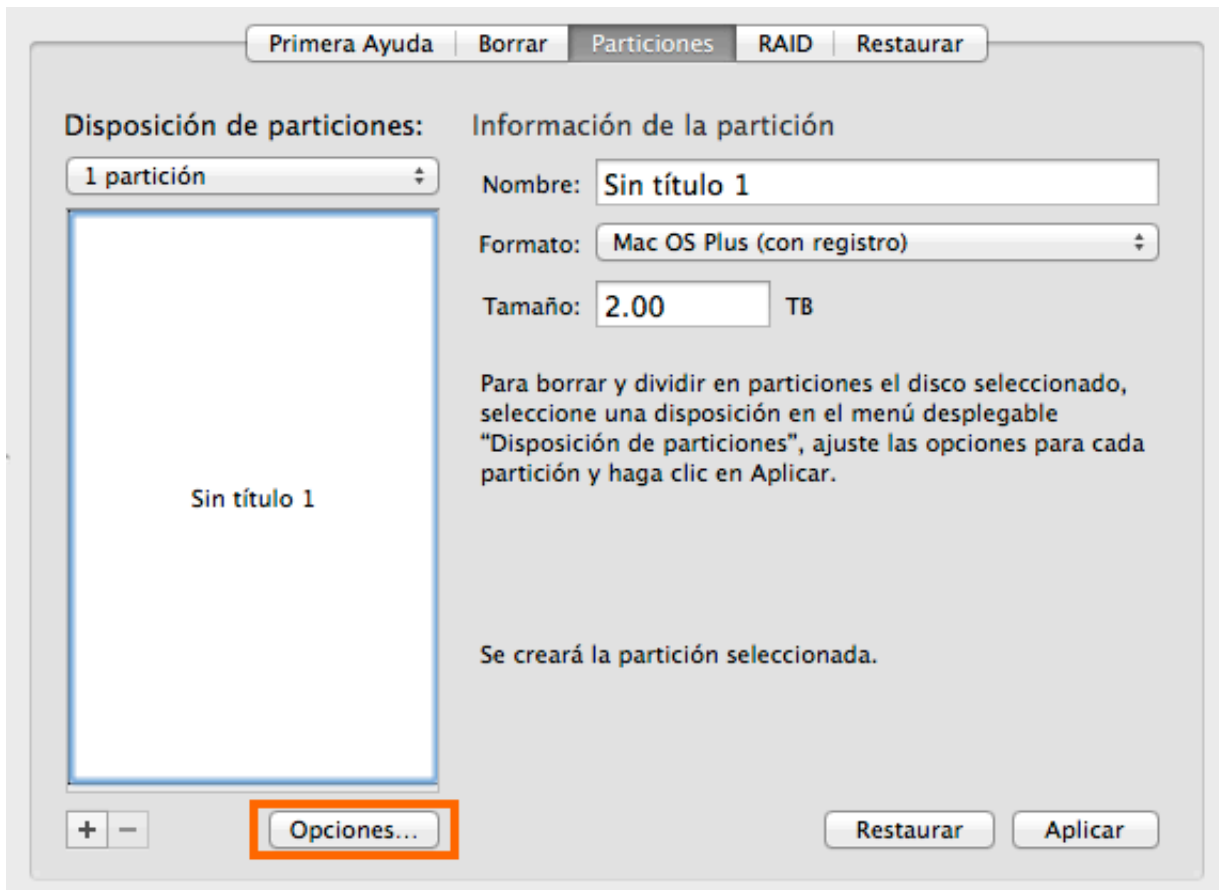 Primera Ayuda Borrar Particiones RAID Restaurar
Disposición de particiones:
1 partición
Sin título 1
Información de la partición
Nombre: Sin título 1
Formato: Mac OS Plus (con registro)
Tamaño: 2.00 TB
Para borrar y dividir en particiones el disco seleccionado,
seleccione una disposición en el menú desplegable
“Disposición de particiones”, ajuste las opciones para cada
partición y haga clic en Aplicar.
Se creará la partición seleccionada.
+ − Opciones... Restaurar Aplicar